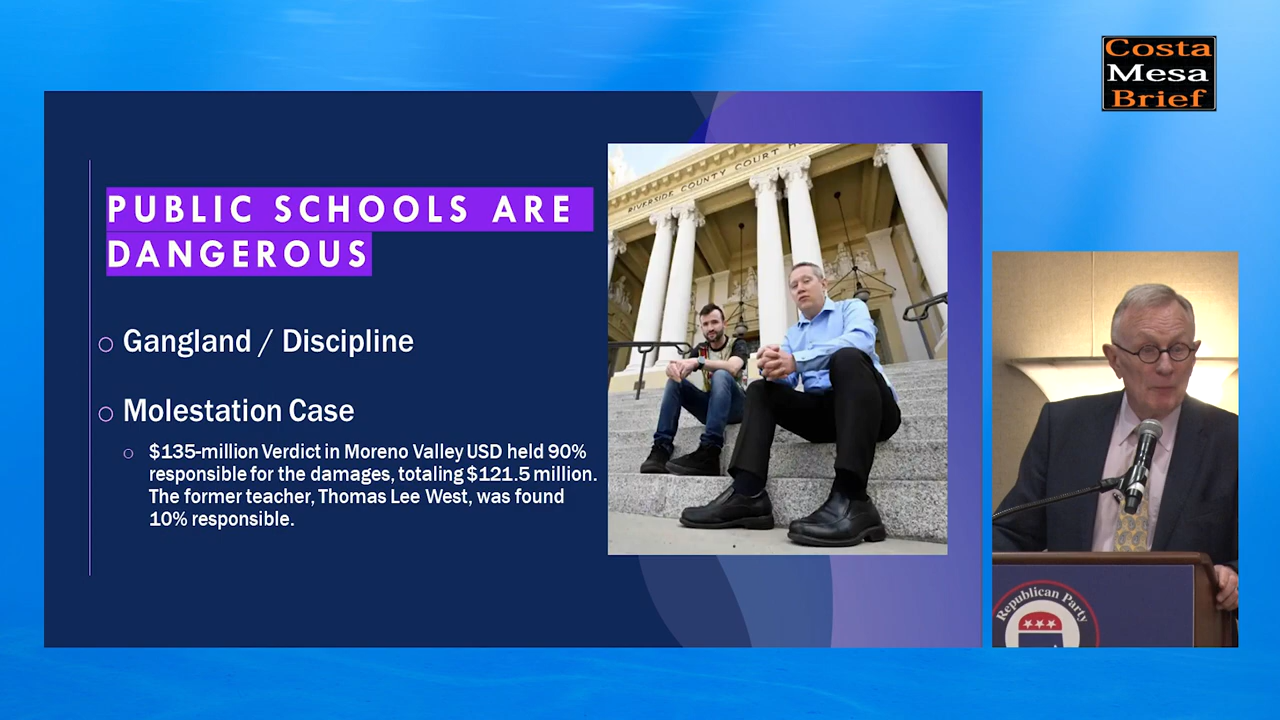 Costa
Mesa
Brief
PUBLIC SCHOOLS ARE
DANGEROUS
Gangland / Discipline
Molestation Case
$135-million Verdict in Moreno Valley USD held 90%
responsible for the damages, totaling $121.5 million.
The former teacher, Thomas Lee West, was found
10% responsible.
RIVERSIDE COUNTY COURT
Republican Party